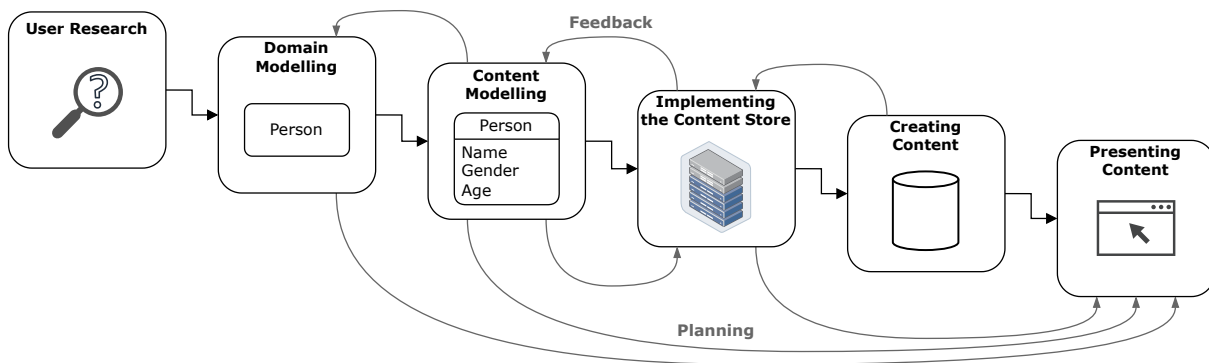 User Research
?
Feedback
Domain
Modelling
Person
Content
Modelling
Person
Name
Gender
Age
Implementing
the Content Store
Creating
Content
Presenting
Content
Planning